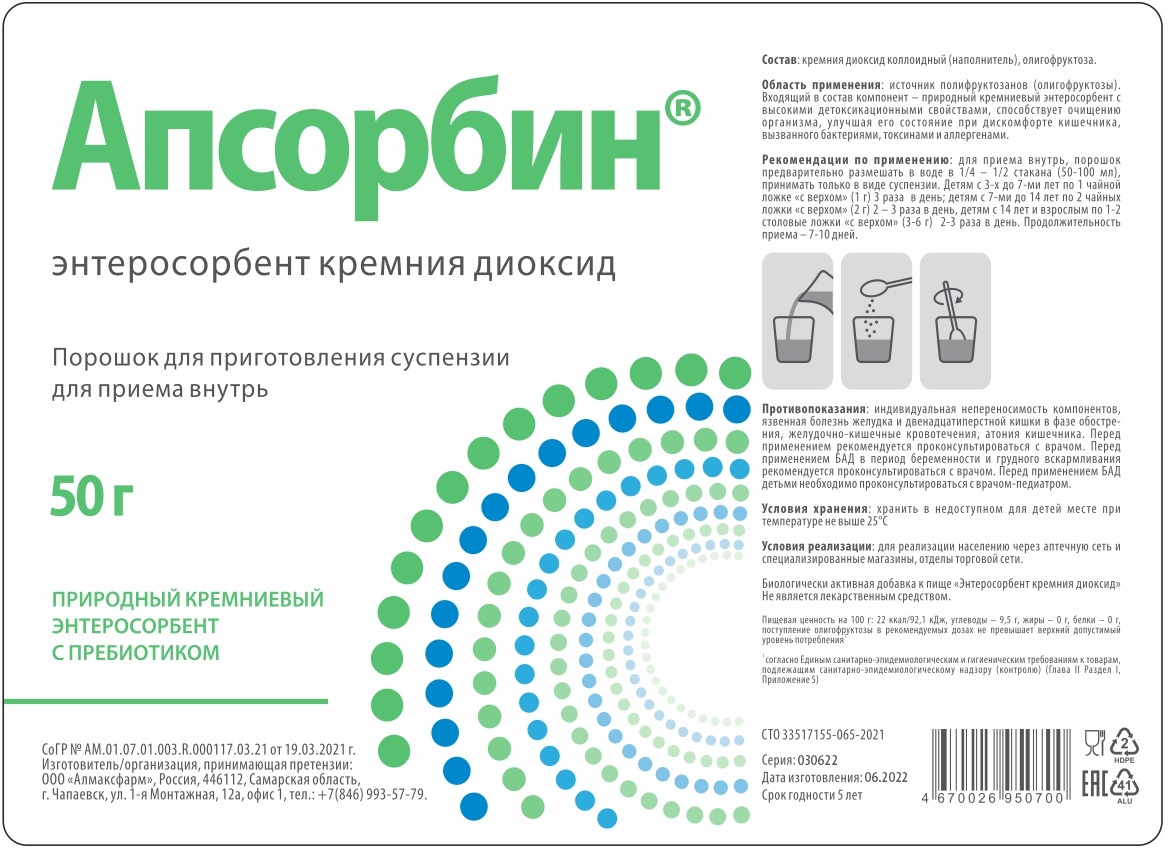 Апсорбин®
энтеросорбент кремния диоксид
Порошок для приготовления суспензии
для приема внутрь
50 г
ПРИРОДНЫЙ КРЕМНИЕВЫЙ
ЭНТЕРОСОРБЕНТ
С ПРЕБИОТИКОМ
СоГР № AM.01.07.01.003.R.000117.03.21 от 19.03.2021 г.
Изготовитель/организация, принимающая претензии:
ООО «Алмаксфарм», Россия, 446112, Самарская область,
г. Чапаевск, ул. 1-я Монтажная, 12а, офис 1, тел.: +7(846) 993-57-79.
Состав: кремния диоксид коллоидный (наполнитель), олигофруктоза.
Область применения: источник полифруктозанов (олигофруктозы).
Входящий в состав компонент – природный кремниевый энтеросорбент с
высокими детоксикационными свойствами, способствует очищению
организма, улучшая его состояние при дискомфорте кишечника,
вызванного бактериями, токсинами и аллергенами.
Рекомендации по применению: для приема внутрь, порошок
предварительно размешать в воде в 1/4 – 1/2 стакана (50-100 мл),
принимать только в виде суспензии. Детям с 3-х до 7-ми лет по 1 чайной
ложке «с верхом» (1 г) 3 раза в день; детям с 7-ми до 14 лет по 2 чайных
ложки «с верхом» (2 г) 2 – 3 раза в день, детям с 14 лет и взрослым по 1-2
столовые ложки «с верхом» (3-6 г) 2-3 раза в день. Продолжительность
приема – 7-10 дней.
Противопоказания: индивидуальная непереносимость компонентов,
язвенная болезнь желудка и двенадцатиперстной кишки в фазе обостре-
ния, желудочно-кишечные кровотечения, атония кишечника. Перед
применением рекомендуется проконсультироваться с врачом. Перед
применением БАД в период беременности и грудного вскармливания
рекомендуется проконсультироваться с врачом. Перед применением БАД
детьми необходимо проконсультироваться с врачом-педиатром.
Условия хранения: хранить в недоступном для детей месте при
температуре не выше 25°С
Условия реализации: для реализации населению через аптечную сеть и
специализированные магазины, отделы торговой сети.
Биологически активная добавка к пище «Энтеросорбент кремния диоксид»
Не является лекарственным средством.
Пищевая ценность на 100 г: 22 ккал/92,1 кДж, углеводы – 9,5 г, жиры – 0 г, белки – 0 г,
поступление олигофруктозы в рекомендуемых дозах не превышает верхний допустимый
уровень потребления¹
¹согласно Единым санитарно-эпидемиологическим и гигиеническим требованиям к товарам,
подлежащим санитарно-эпидемиологическому надзору (контролю) (Глава II Раздел I,
Приложение 5)
СТО 33517155-065-2021
Серия: 030622
Дата изготовления: 06.2022
Срок годности 5 лет
4 670026 950700
2
HDPE
EAC
41
ALU